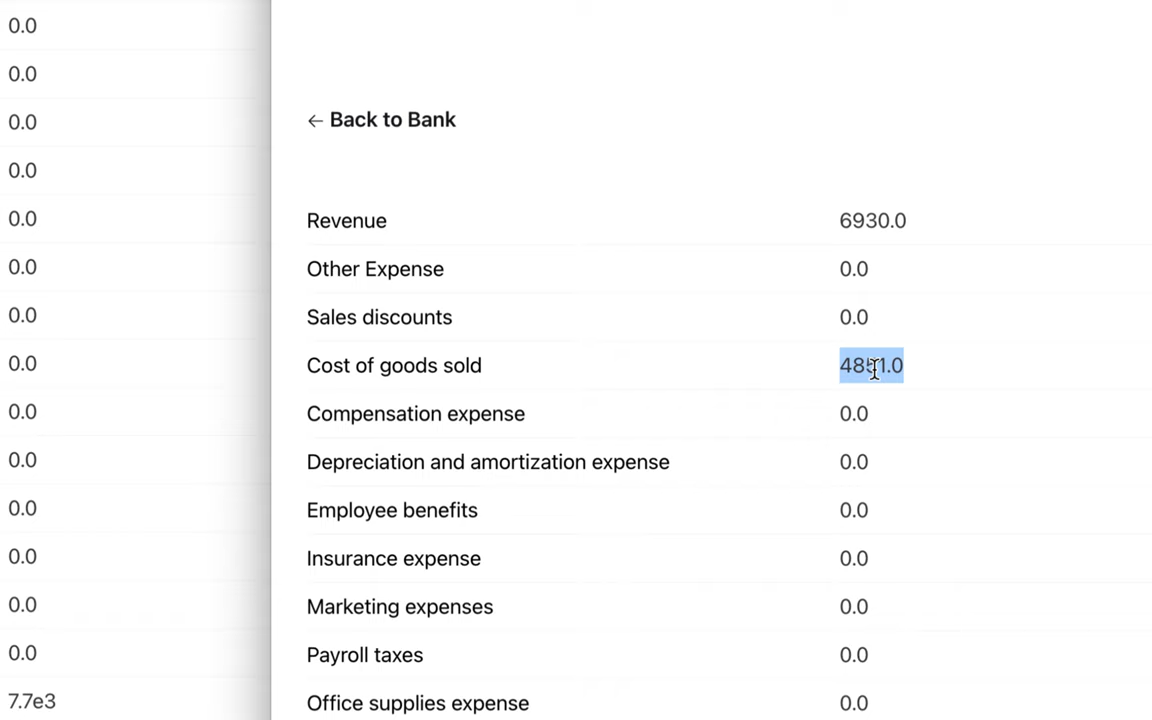 0.0
0.0
0.0
0.0
0.0
0.0
0.0
0.0
0.0
0.0
0.0
0.0
0.0
0.0
7.7e3
← Back to Bank
Revenue 6930.0
Other Expense 0.0
Sales discounts 0.0
Cost of goods sold 4851.0
Compensation expense 0.0
Depreciation and amortization expense 0.0
Employee benefits 0.0
Insurance expense 0.0
Marketing expenses 0.0
Payroll taxes 0.0
Office supplies expense 0.0